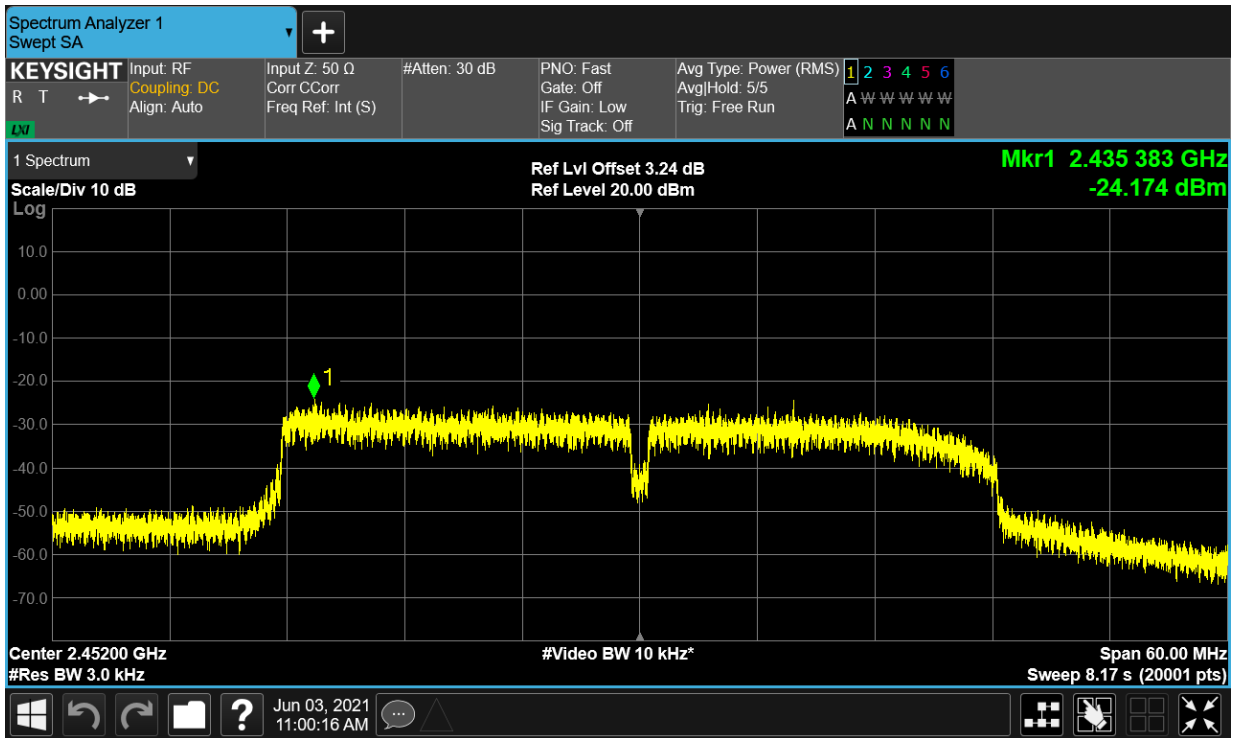 Spectrum Analyzer 1
Swept SA
+
KEYSIGHT
R T
LXI
Input: RF
Coupling: DC
Align: Auto
Input Z: 50 Ω
Corr CCorr
Freq Ref: Int (S)
#Atten: 30 dB
PNO: Fast
Gate: Off
IF Gain: Low
Sig Track: Off
Avg Type: Power (RMS)
Avg|Hold: 5/5
Trig: Free Run
1 2 3 4 5 6
A W W W W W
A N N N N N
1 Spectrum
Scale/Div 10 dB
Log
Ref Lvl Offset 3.24 dB
Ref Level 20.00 dBm
Mkr1 2.435 383 GHz
-24.174 dBm
10.0
0.00
-10.0
-20.0
-30.0
-40.0
-50.0
-60.0
-70.0
1
Center 2.45200 GHz
#Res BW 3.0 kHz
#Video BW 10 kHz*
Span 60.00 MHz
Sweep 8.17 s (20001 pts)
?
Jun 03, 2021
11:00:16 AM